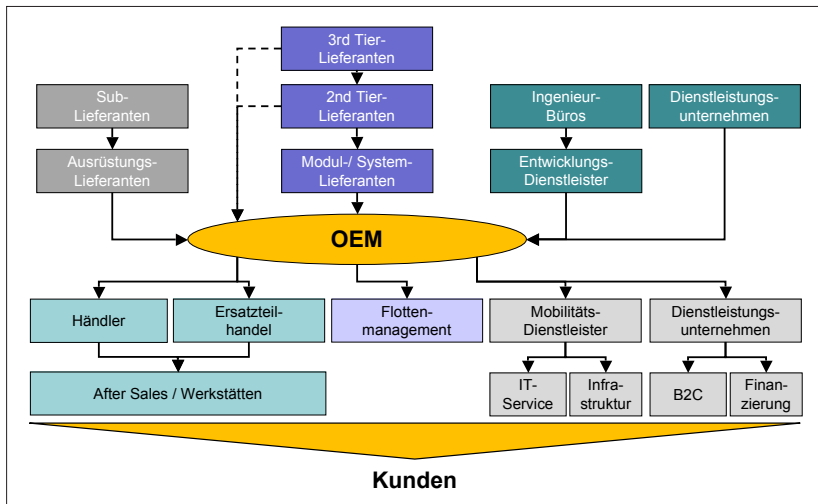 3rd Tier-
Lieferanten
Sub-
Lieferanten
2nd Tier-
Lieferanten
Ingenieur-
Büros
Dienstleistungs-
unternehmen
Ausrüstungs-
Lieferanten
Modul-/ System-
Lieferanten
Entwicklungs-
Dienstleister
OEM
Händler
Ersatzteil-
handel
Flotten-
management
Mobilitäts-
Dienstleister
Dienstleistungs-
unternehmen
After Sales / Werkstätten
IT-
Service
Infra-
struktur
B2C
Finan-
zierung
Kunden